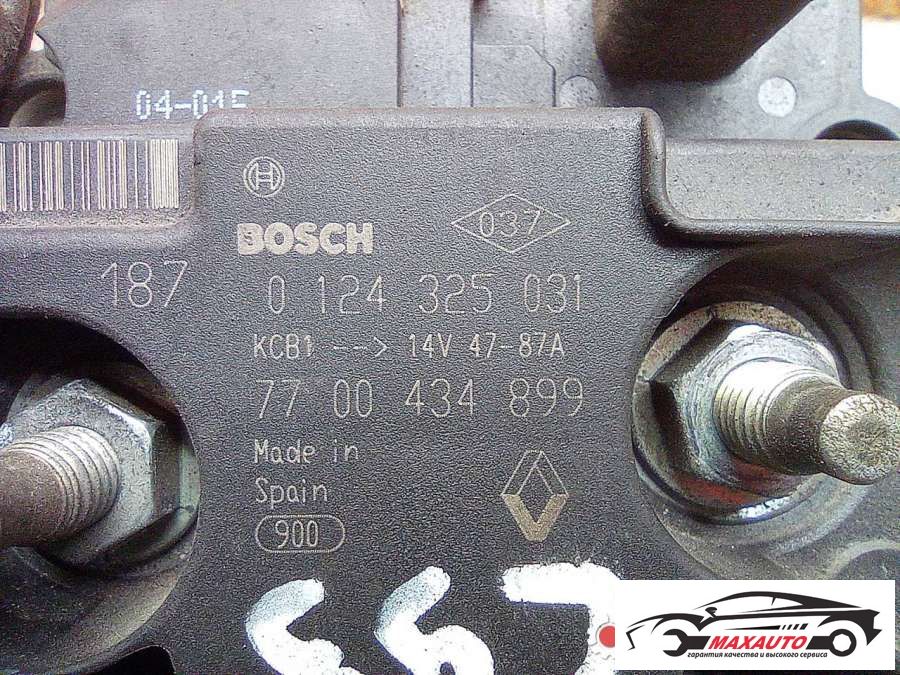 04-015
BOSCH
037
187
0 124 325 031
KCB1 --> 14V 47-87A
77 00 434 899
Made in
Spain
900
MAXAUTO
гарантия качества и высокого сервиса